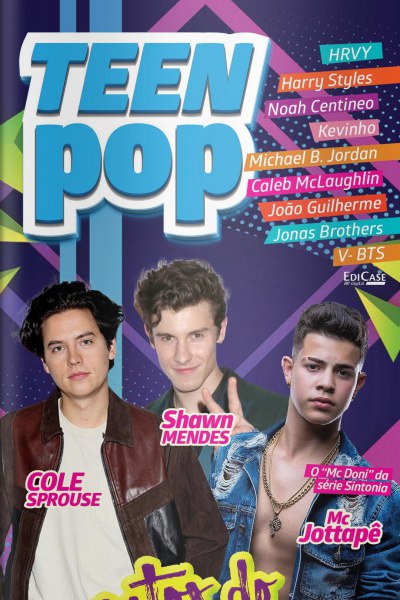 TEEN
pop
HRVY
Harry Styles
Noah Centineo
Kevinho
Michael B. Jordan
Caleb McLaughlin
João Guilherme
Jonas Brothers
V- BTS
EDICASE
Shawn
MENDES
COLE
SPROUSE
O "Mc Doni" da
série Sintonia
Mc
Jottapê